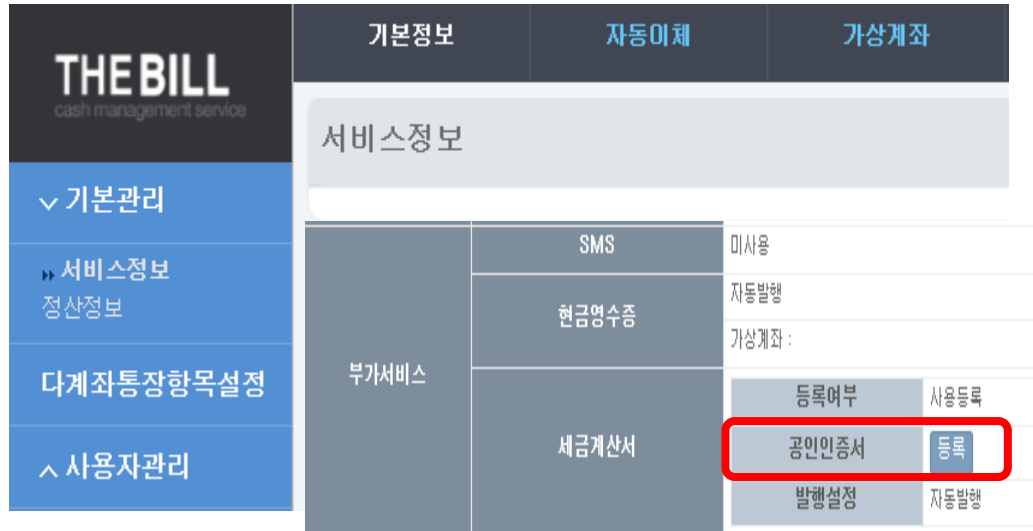 THE BILL
cash management service
기본정보
자동이체
가상계좌
서비스정보
기본관리
서비스정보
정산정보
다계좌통장항목설정
사용자관리
부가서비스
SMS
미사용
현금영수증
자동발행
가상계좌 :
세금계산서
등록여부
사용등록
공인인증서
등록
발행설정
자동발행